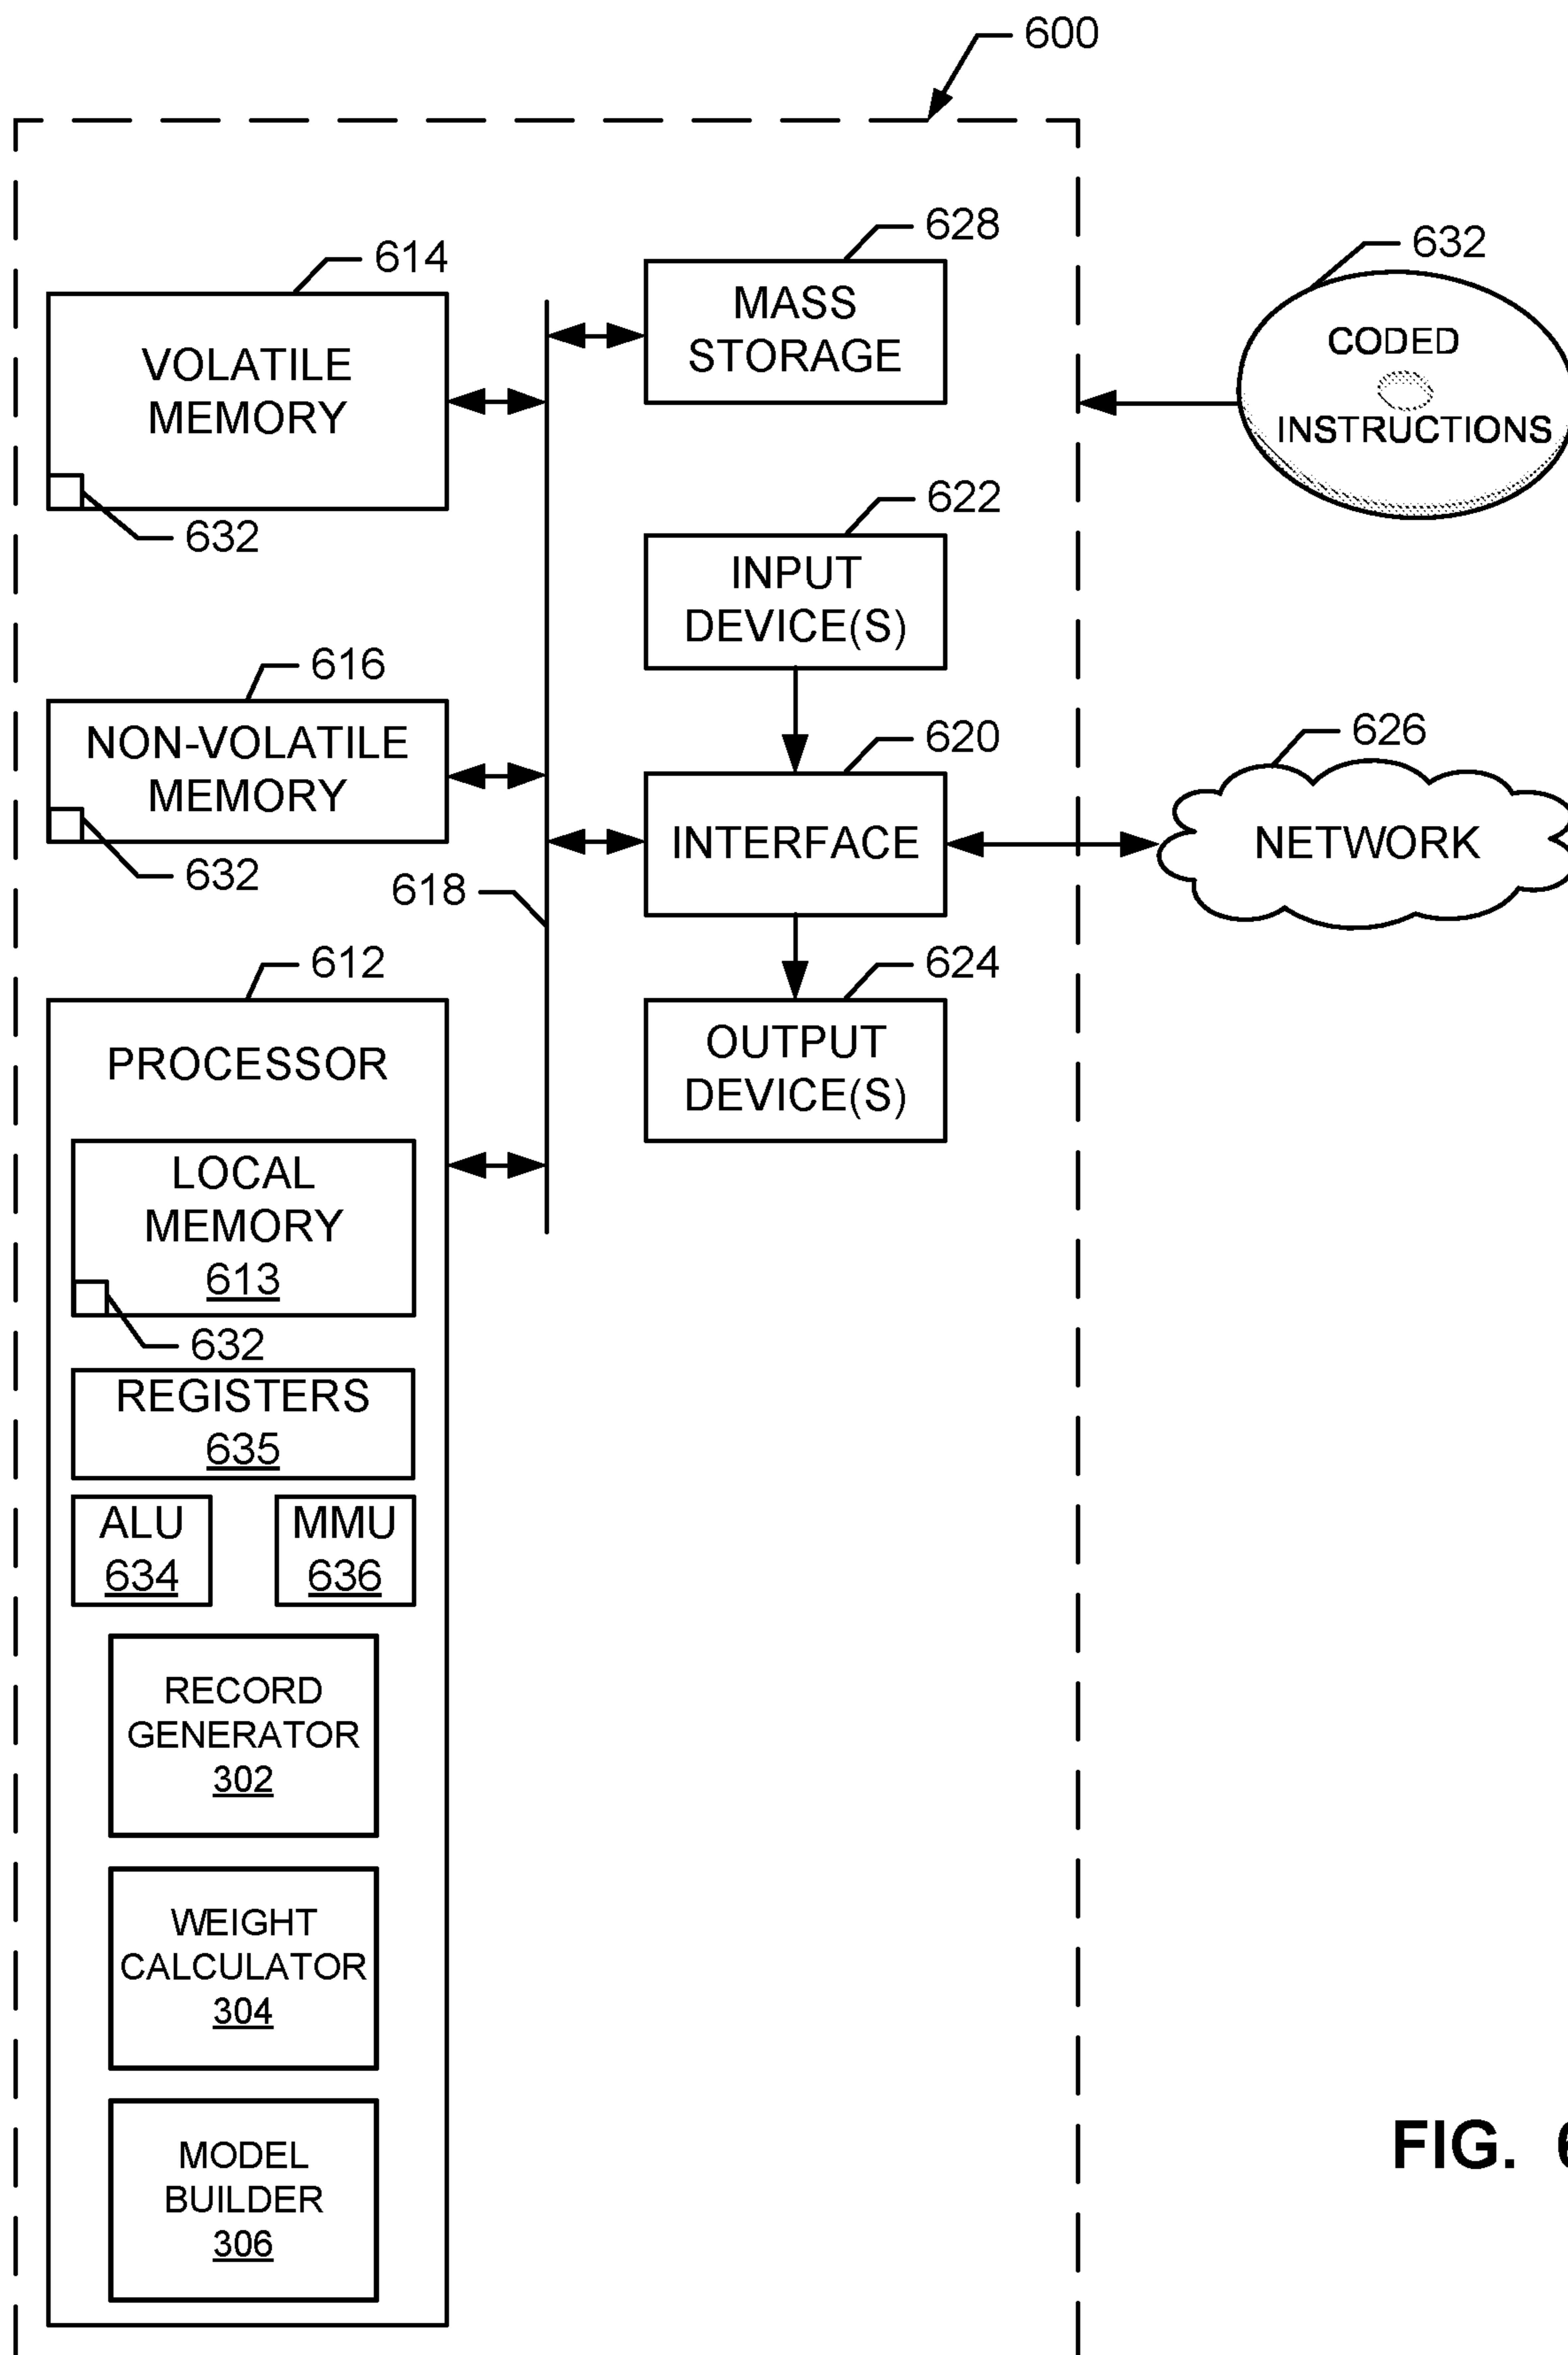 600
614
VOLATILE
MEMORY
632
628
MASS
STORAGE
632
CODED
INSTRUCTIONS
622
INPUT
DEVICE(S)
616
NON-VOLATILE
MEMORY
632
618
620
INTERFACE
626
NETWORK
624
OUTPUT
DEVICE(S)
612
PROCESSOR
LOCAL
MEMORY
613
632
REGISTERS
635
ALU
634
MMU
636
RECORD
GENERATOR
302
WEIGHT
CALCULATOR
304
MODEL
BUILDER
306
FIG. 6